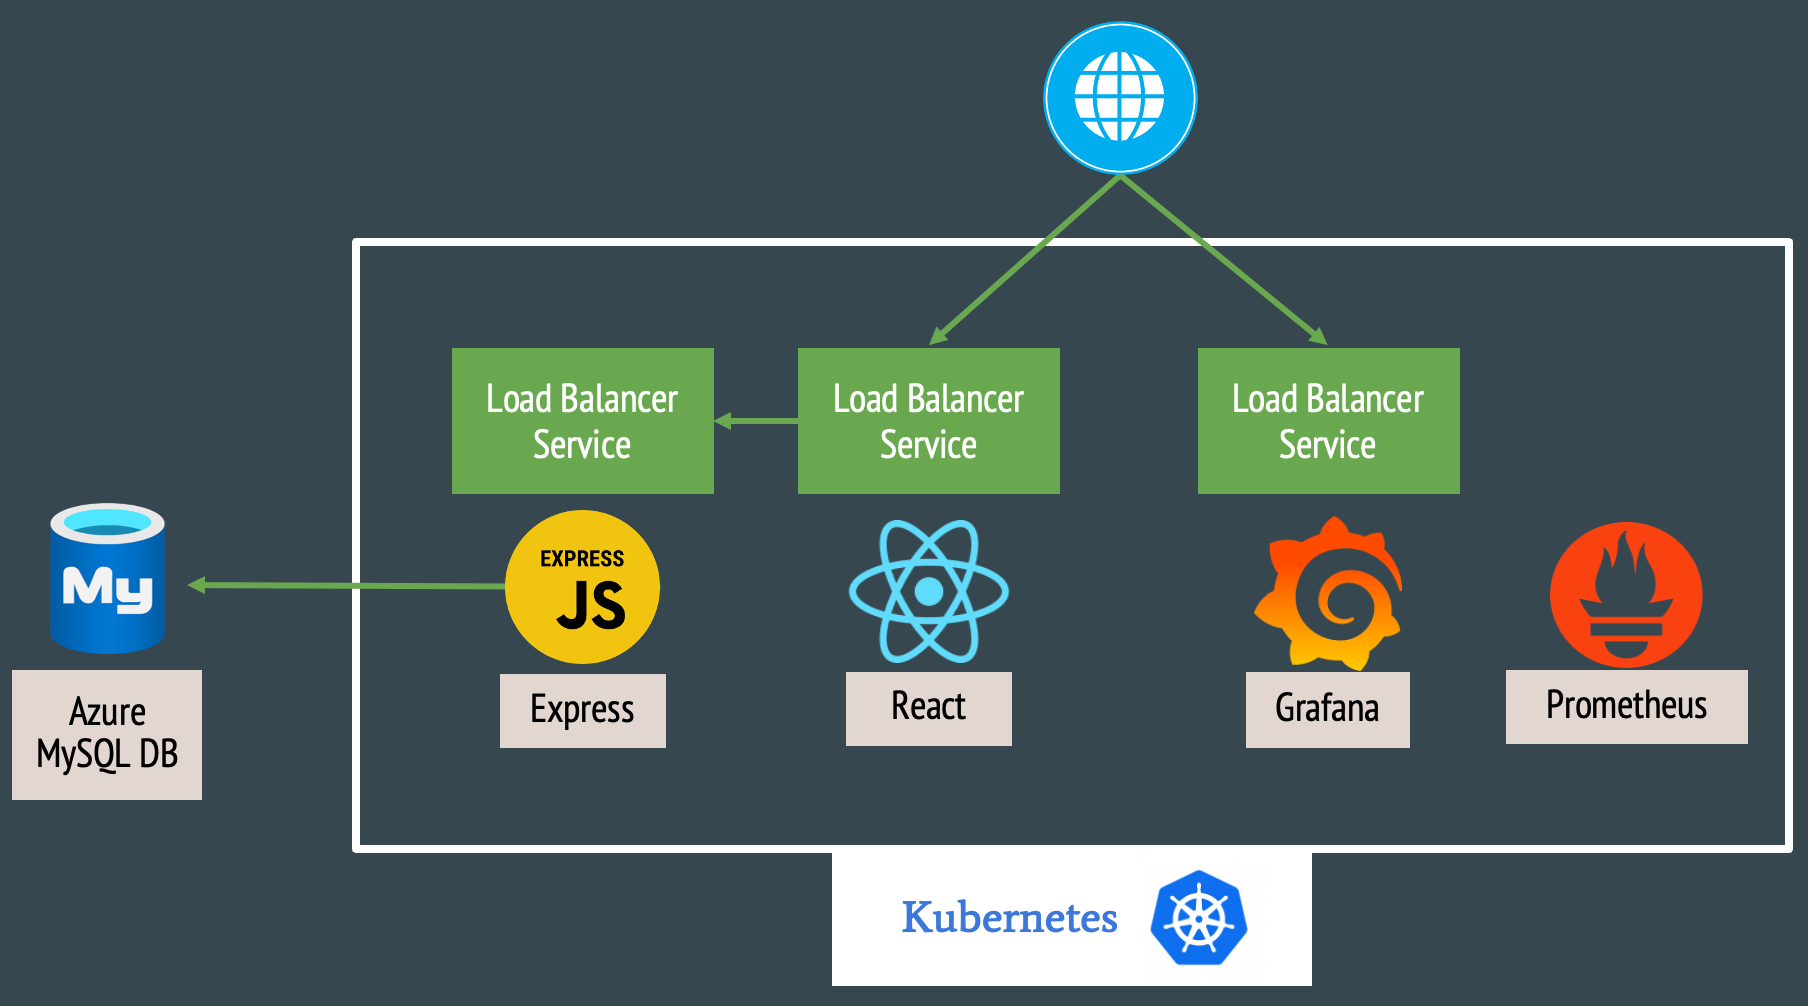 Load Balancer
Service
Load Balancer
Service
Load Balancer
Service
My
EXPRESS
JS
Azure
MySQL DB
Express
React
Grafana
Prometheus
Kubernetes